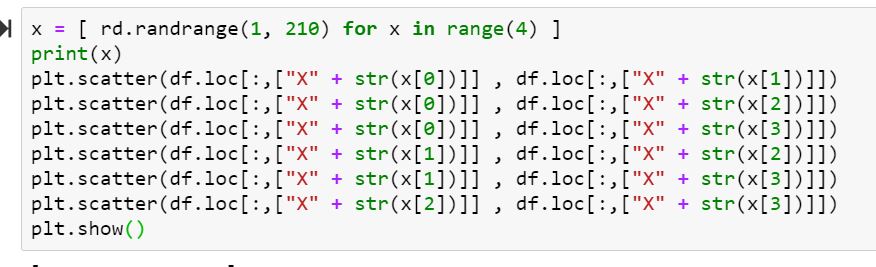 x = [ rd.randrange(1, 210) for x in range(4) ]
print(x)
plt.scatter(df.loc[:,["X" + str(x[0])]] , df.loc[:,["X" + str(x[1])]])
plt.scatter(df.loc[:,["X" + str(x[0])]] , df.loc[:,["X" + str(x[2])]])
plt.scatter(df.loc[:,["X" + str(x[0])]] , df.loc[:,["X" + str(x[3])]])
plt.scatter(df.loc[:,["X" + str(x[1])]] , df.loc[:,["X" + str(x[2])]])
plt.scatter(df.loc[:,["X" + str(x[1])]] , df.loc[:,["X" + str(x[3])]])
plt.scatter(df.loc[:,["X" + str(x[2])]] , df.loc[:,["X" + str(x[3])]])
plt.show()